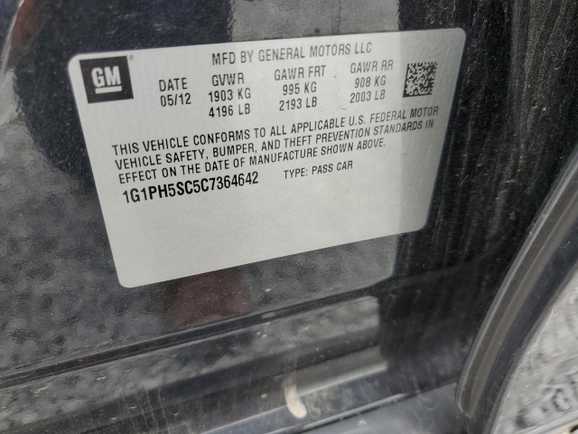 MFD BY GENERAL MOTORS LLC
GM
DATE GVWR GAWR FRT GAWR RR
05/12 1903 KG 995 KG 908 KG
4196 LB 2193 LB 2003 LB
THIS VEHICLE CONFORMS TO ALL APPLICABLE U.S. FEDERAL MOTOR
VEHICLE SAFETY, BUMPER, AND THEFT PREVENTION STANDARDS IN
EFFECT ON THE DATE OF MANUFACTURE SHOWN ABOVE.
1G1PH5SC5C7364642 TYPE: PASS CAR